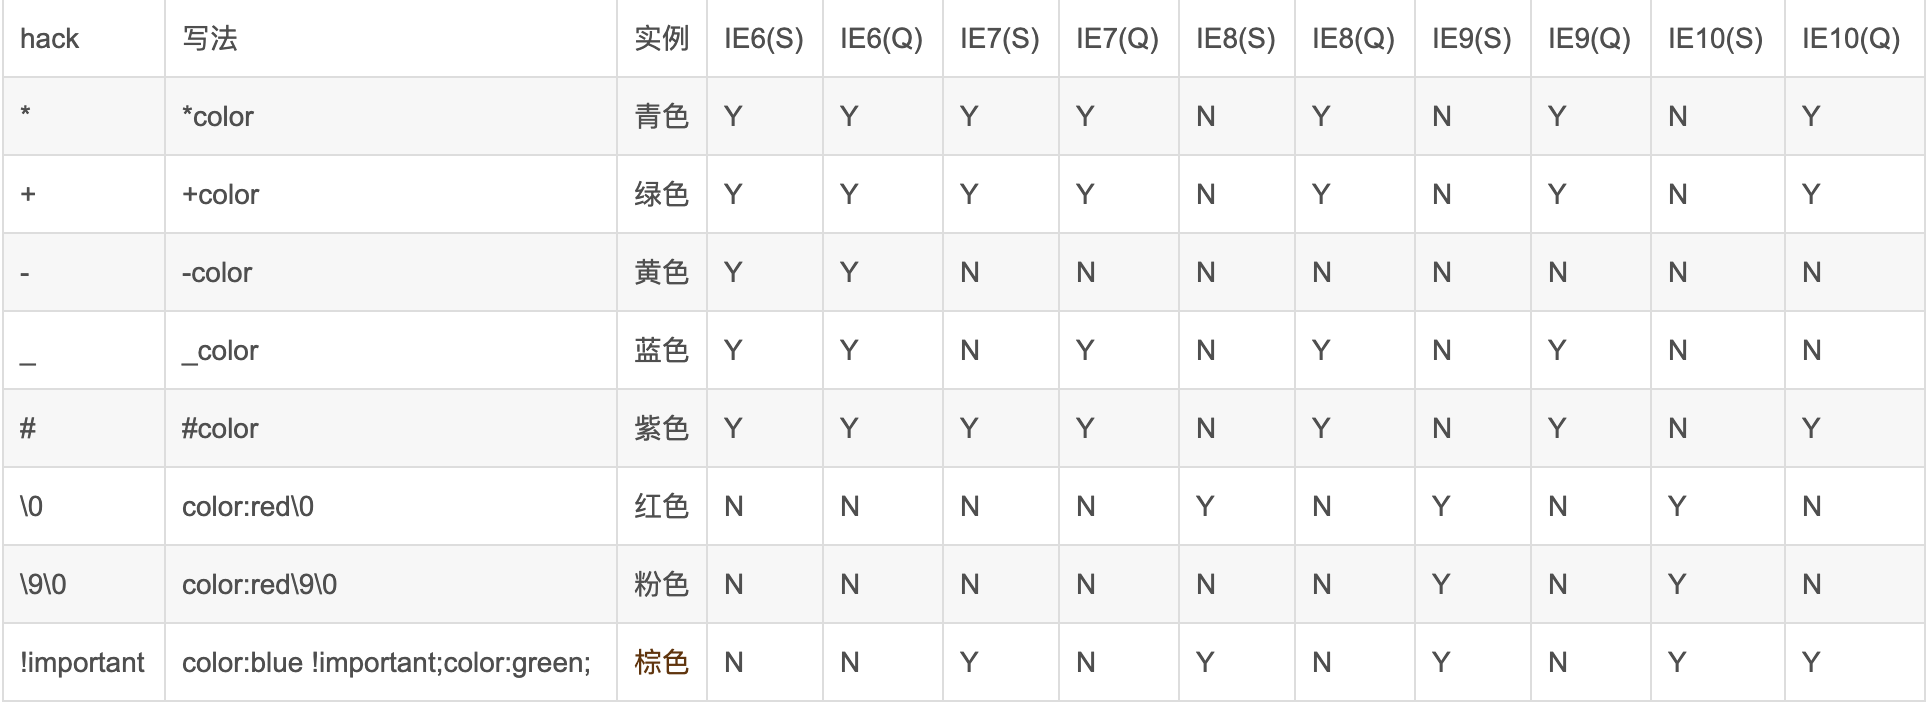 hack 写法 实例 IE6(S) IE6(Q) IE7(S) IE7(Q) IE8(S) IE8(Q) IE9(S) IE9(Q) IE10(S) IE10(Q)
* *color 青色 Y Y Y Y N Y N Y N Y
+ +color 绿色 Y Y Y Y N Y N Y N Y
- -color 黄色 Y Y N N N N N N N N
_ _color 蓝色 Y Y N Y N Y N Y N N
# #color 紫色 Y Y Y Y N Y N Y N Y
\0 color:red\0 红色 N N N N Y N Y N Y N
\9\0 color:red\9\0 粉色 N N N N N N Y N Y N
!important color:blue !important;color:green; 棕色 N N Y N Y N Y N Y Y